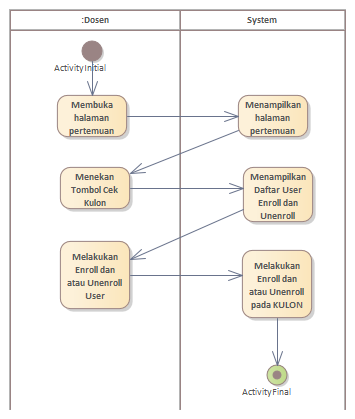 :Dosen
System
ActivityInitial
Membuka
halaman
pertemuan
Menampilkan
halaman
pertemuan
Menekan
Tombol Cek
Kulon
Menampilkan
Daftar User
Enroll dan
Unenroll
Melakukan
Enroll dan
atau Unenroll
User
Melakukan
Enroll dan
atau Unenroll
pada KULON
ActivityFinal